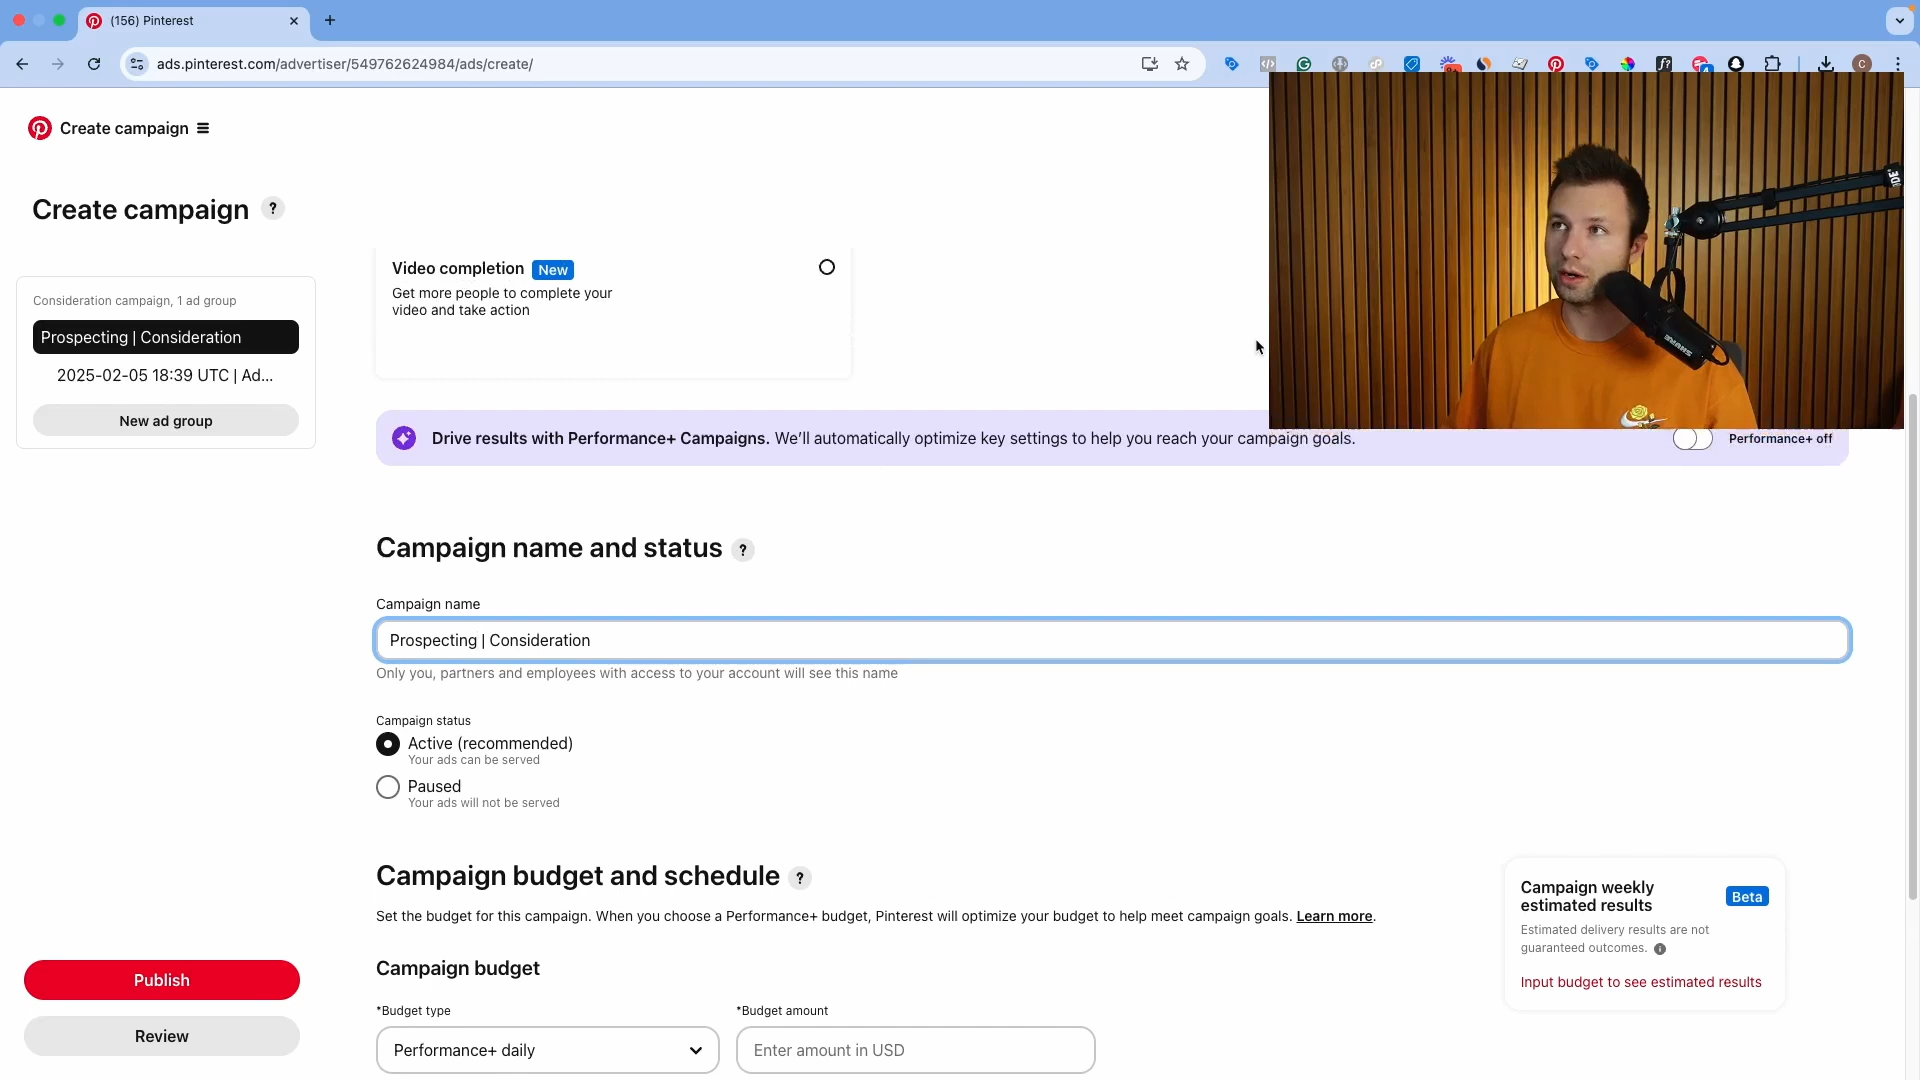 (156) Pinterest
ads.pinterest.com/advertiser/549762624984/ads/create/
Create campaign
Create campaign ?
Consideration campaign, 1 ad group
Prospecting | Consideration
2025-02-05 18:39 UTC | Ad...
New ad group
Video completion New
Get more people to complete your
video and take action
Drive results with Performance+ Campaigns. We'll automatically optimize key settings to help you reach your campaign goals.
Performance+ off
Campaign name and status ?
Campaign name
Prospecting | Consideration
Only you, partners and employees with access to your account will see this name
Campaign status
Active (recommended)
Your ads can be served
Paused
Your ads will not be served
Campaign budget and schedule ?
Set the budget for this campaign. When you choose a Performance+ budget, Pinterest will optimize your budget to help meet campaign goals. Learn more.
Campaign budget
*Budget type
*Budget amount
Performance+ daily
Enter amount in USD
Campaign weekly
estimated results
Beta
Estimated delivery results are not
guaranteed outcomes.
Input budget to see estimated results
Publish
Review